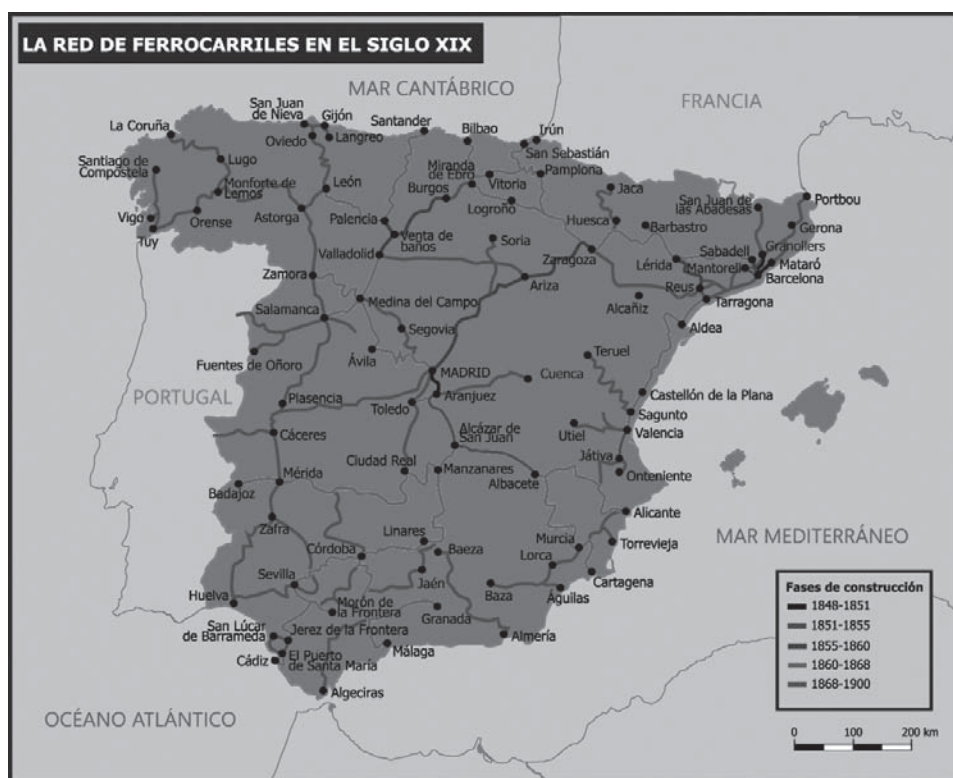 LA RED DE FERROCARRILES EN EL SIGLO XIX
MAR CANTÁBRICO
FRANCIA
San Juan
de Nieva
Gijón
La Coruña
Oviedo
Langreo
Santander
Bilbao
Irún
San Sebastián
Santiago de
Compostela
Lugo
León
Miranda
de Ebro
Vitoria
Pamplona
Monforte de
Lemos
Burgos
Logroño
Jaca
San Juan de
las Abadesas
Portbou
Vigo
Orense
Astorga
Palencia
Huesca
Barbastro
Gerona
Tuy
Venta de
baños
Soria
Valladolid
Zaragoza
Lérida
Sabadell
Granollers
Mantorell
Mataró
Barcelona
Zamora
Ariza
Reus
Tarragona
Salamanca
Medina del Campo
Alcañiz
Aldea
Segovia
Fuentes de Oñoro
Ávila
Teruel
MADRID
Cuenca
PORTUGAL
Plasencia
Toledo
Aranjuez
Castellón de la Plana
Sagunto
Cáceres
Alcázar de
San Juan
Utiel
Valencia
Ciudad Real
Manzanares
Játiva
Mérida
Albacete
Onteniente
Badajoz
Zafra
Alicante
MAR MEDITERRÁNEO
Linares
Murcia
Torrevieja
Córdoba
Baeza
Lorca
Sevilla
Jaén
Cartagena
Huelva
Baza
Águilas
Morón de
la Frontera
Granada
San Lúcar
de Barrameda
Jerez de la Frontera
Almería
Cádiz
El Puerto
de Santa María
Málaga
Algeciras
OCÉANO ATLÁNTICO
Fases de construcción
1848-1851
1851-1855
1855-1860
1860-1868
1868-1900
0 100 200 km